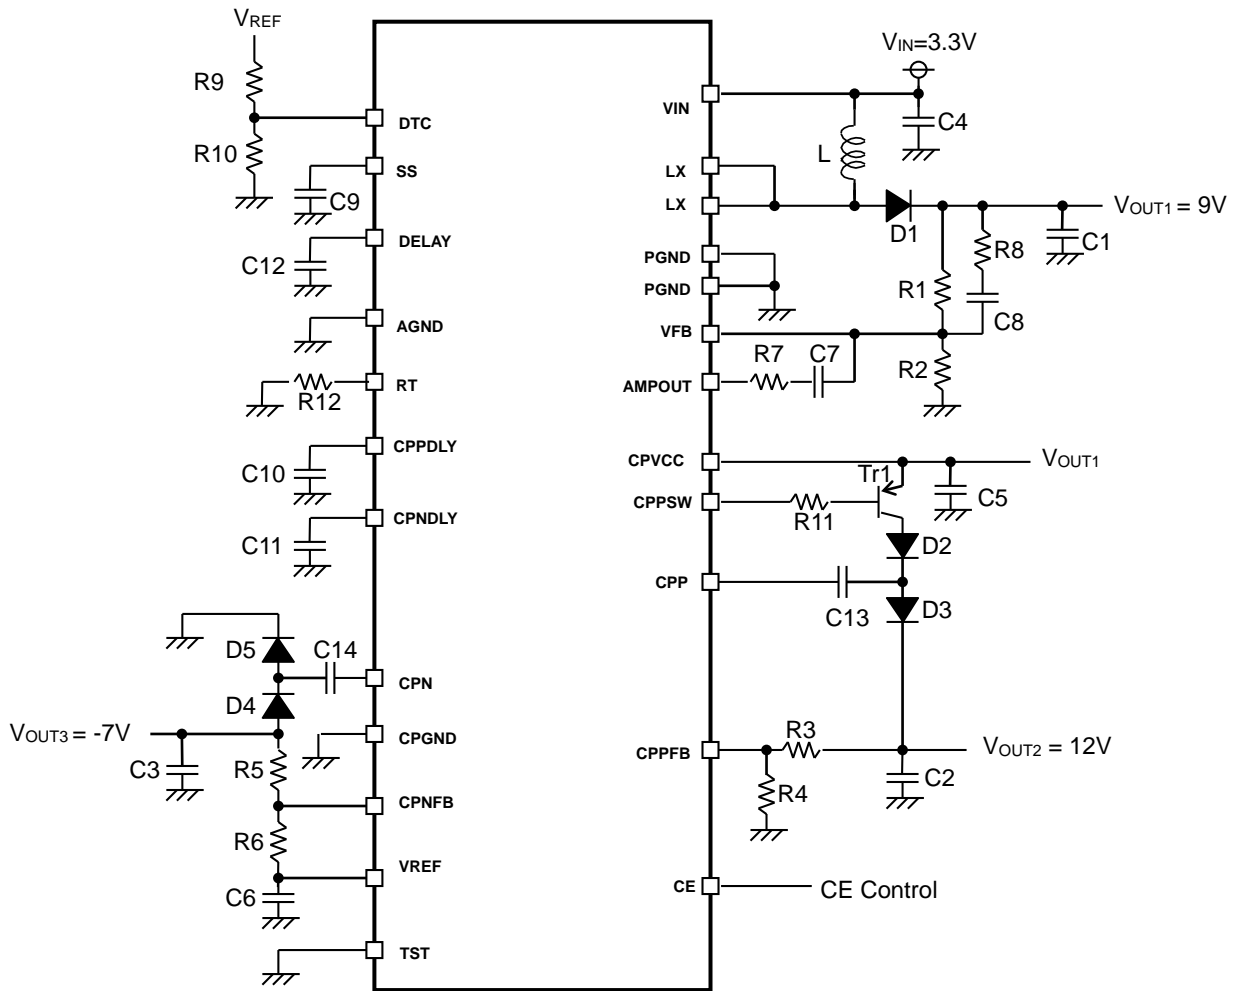 VREF
R9
R10
DTC
SS
C9
DELAY
C12
AGND
RT
R12
CPPDLY
C10
CPNDLY
C11
D5
C14
CPN
D4
VOUT3 = -7V
CPGND
C3
R5
CPNFB
R6
VREF
C6
TST
VIN=3.3V
VIN
C4
L
LX
LX
D1
VOUT1 = 9V
C1
R8
PGND
PGND
R1
C8
VFB
R7
C7
R2
AMPOUT
CPVCC
VOUT1
Tr1
CPPSW
R11
C5
D2
CPP
C13
D3
R3
CPPFB
VOUT2 = 12V
R4
C2
CE
CE Control